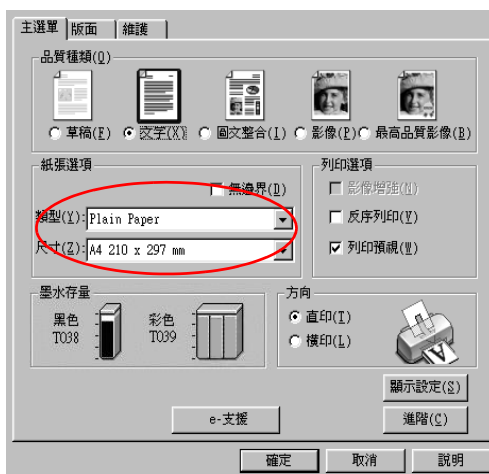 主選單 版面 維護
品質種類(Q)
草稿(F) 文字(X) 圖文整合(I) 影像(P) 最高品質影像(B)
紙張選項 列印選項
無邊界(D) 影像增強(N)
類型(Y): Plain Paper 反序列印(V)
尺寸(Z): A4 210 x 297 mm 列印預視(W)
墨水存量 方向
黑色 T038 彩色 T039 直印(T)
橫印(L)
顯示設定(S)
e-支援 進階(C)
確定 取消 說明